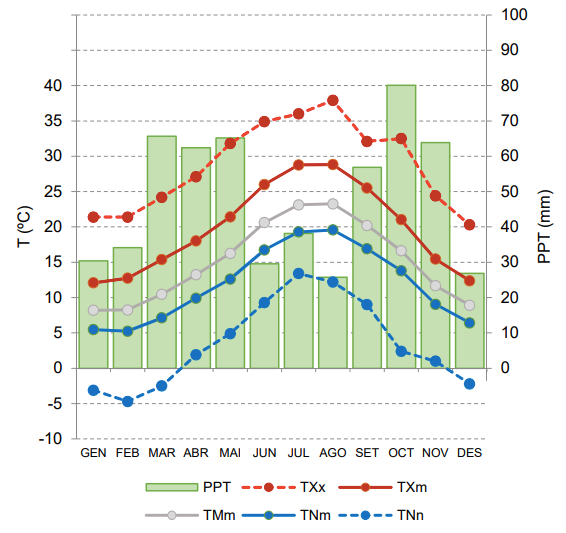 100
90
40 80
35 70
30 60
25 50
20 40
15 30
10 20
5 10
0 0
-5
-10
T (ºC)
PPT (mm)
GEN FEB MAR ABR MAI JUN JUL AGO SET OCT NOV DES
PPT TXx TXm
TMm TNm TNn